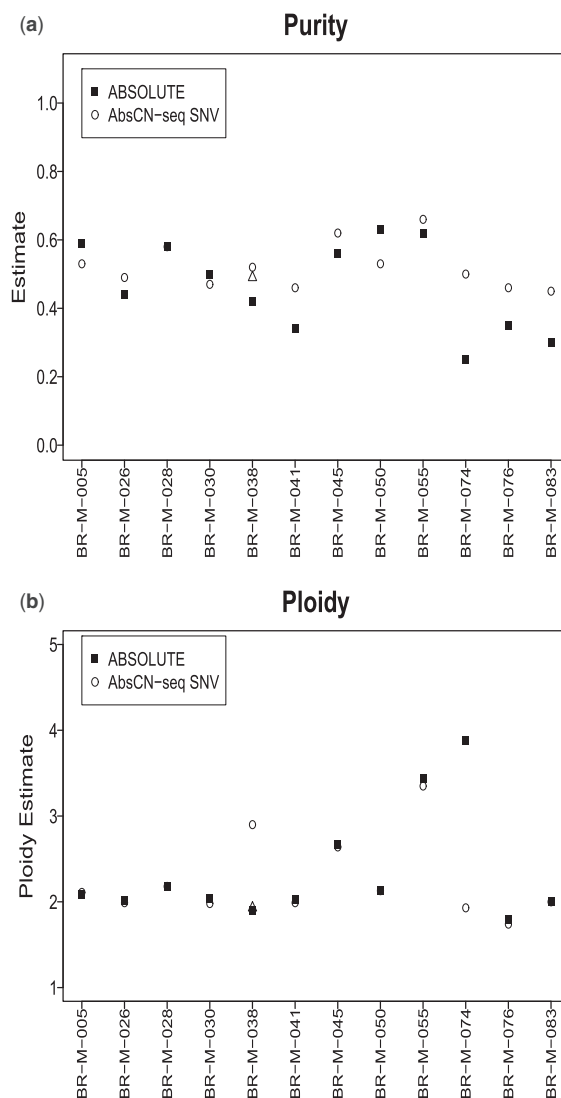 (a)
Purity
ABSOLUTE
AbsCN-seq SNV
Estimate
1.0
0.8
0.6
0.4
0.2
0.0
BR-M-005
BR-M-026
BR-M-028
BR-M-030
BR-M-038
BR-M-041
BR-M-045
BR-M-050
BR-M-055
BR-M-074
BR-M-076
BR-M-083
(b)
Ploidy
ABSOLUTE
AbsCN-seq SNV
Ploidy Estimate
5
4
3
2
1
BR-M-005
BR-M-026
BR-M-028
BR-M-030
BR-M-038
BR-M-041
BR-M-045
BR-M-050
BR-M-055
BR-M-074
BR-M-076
BR-M-083